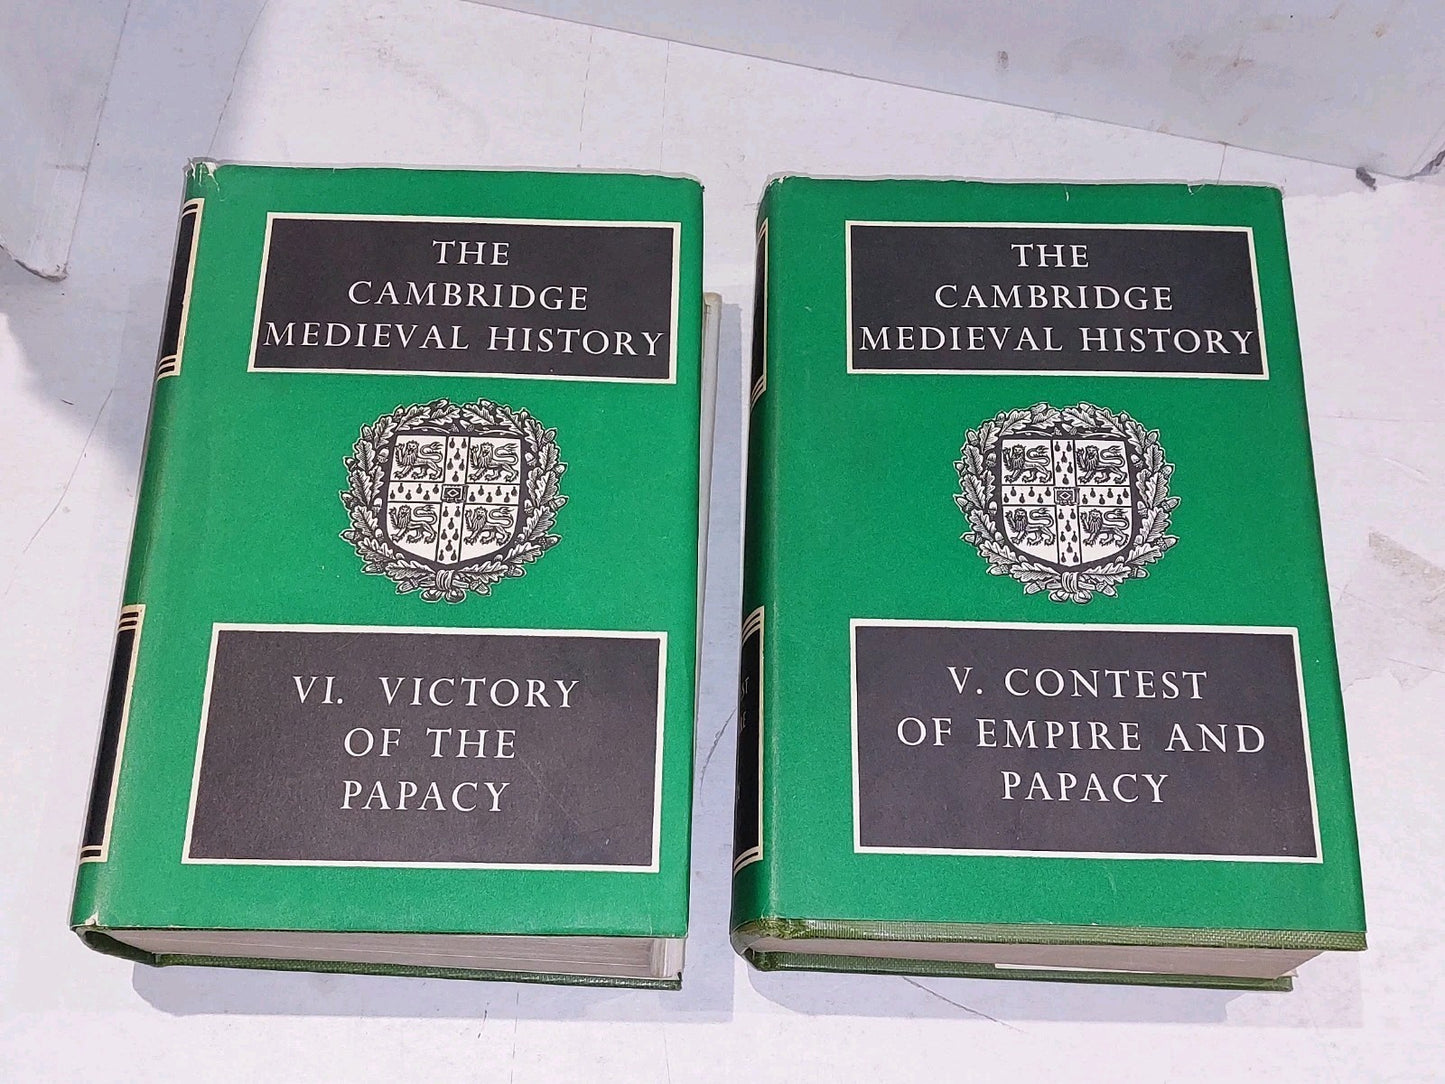 THE
CAMBRIDGE
MEDIEVAL HISTORY
VI. VICTORY
OF THE
PAPACY
THE
CAMBRIDGE
MEDIEVAL HISTORY
V. CONTEST
OF EMPIRE AND
PAPACY